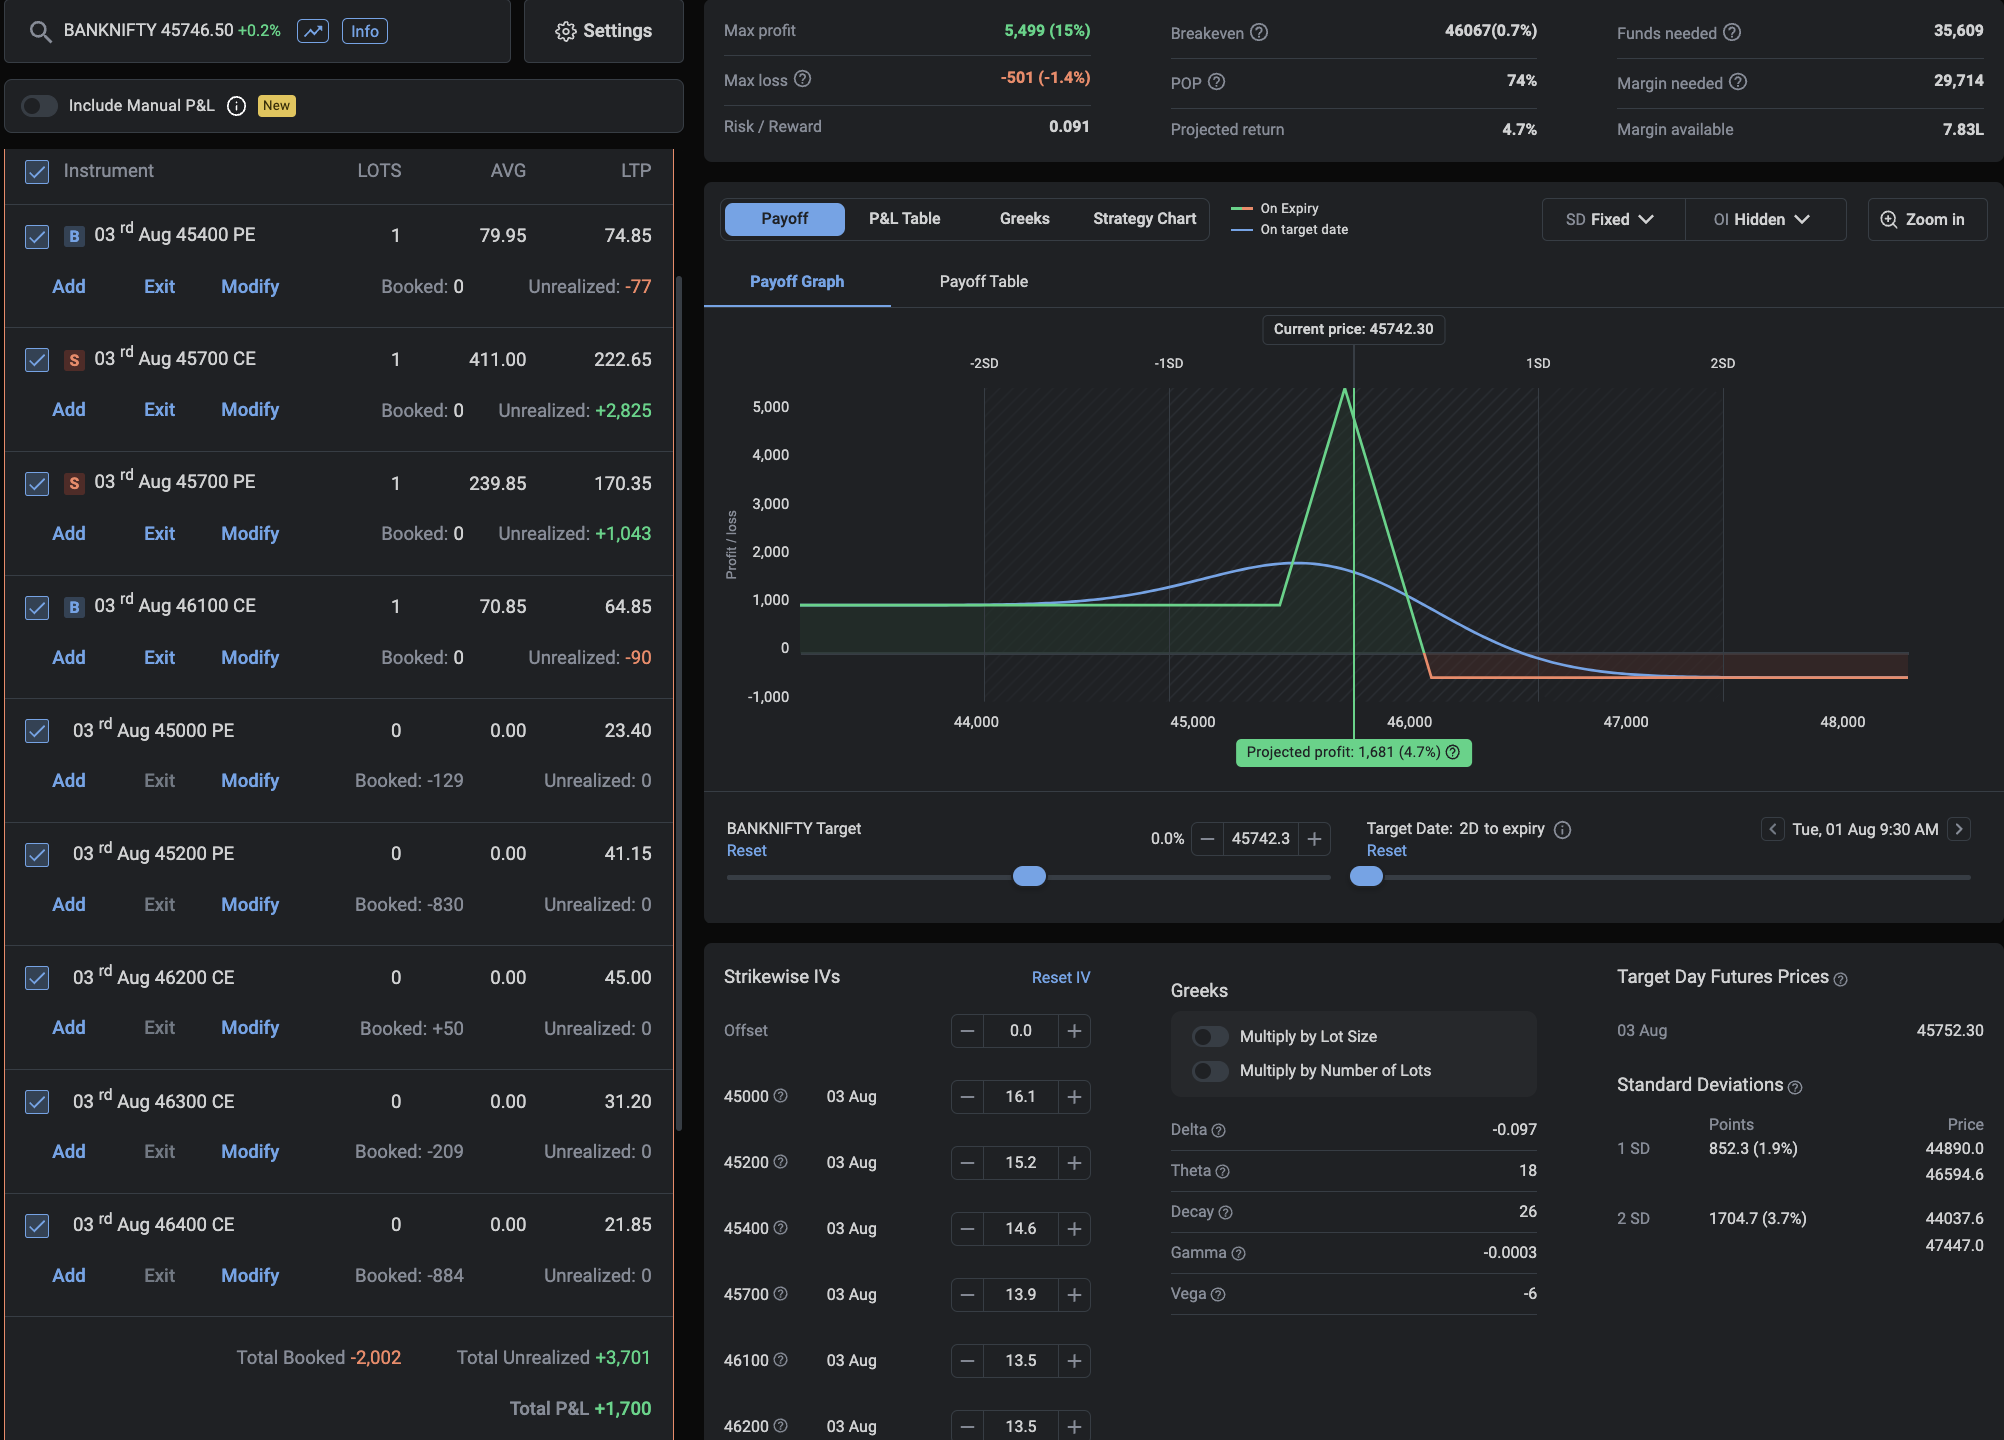 BANKNIFTY 45746.50 +0.2% Info
Settings
Include Manual P&L New
Instrument LOTS AVG LTP
B 03 rd Aug 45400 PE 1 79.95 74.85
Add Exit Modify Booked: 0 Unrealized: -77
S 03 rd Aug 45700 CE 1 411.00 222.65
Add Exit Modify Booked: 0 Unrealized: +2,825
S 03 rd Aug 45700 PE 1 239.85 170.35
Add Exit Modify Booked: 0 Unrealized: +1,043
B 03 rd Aug 46100 CE 1 70.85 64.85
Add Exit Modify Booked: 0 Unrealized: -90
03 rd Aug 45000 PE 0 0.00 23.40
Add Exit Modify Booked: -129 Unrealized: 0
03 rd Aug 45200 PE 0 0.00 41.15
Add Exit Modify Booked: -830 Unrealized: 0
03 rd Aug 46200 CE 0 0.00 45.00
Add Exit Modify Booked: +50 Unrealized: 0
03 rd Aug 46300 CE 0 0.00 31.20
Add Exit Modify Booked: -209 Unrealized: 0
03 rd Aug 46400 CE 0 0.00 21.85
Add Exit Modify Booked: -884 Unrealized: 0
Total Booked -2,002 Total Unrealized +3,701
Total P&L +1,700
Max profit 5,499 (15%)
Max loss -501 (-1.4%)
Risk / Reward 0.091
Breakeven 46067(0.7%)
POP 74%
Projected return 4.7%
Funds needed 35,609
Margin needed 29,714
Margin available 7.83L
Payoff P&L Table Greeks Strategy Chart
On Expiry
On target date
SD Fixed OI Hidden Zoom in
Payoff Graph Payoff Table
Current price: 45742.30
-2SD -1SD 1SD 2SD
Profit / loss
5,000
4,000
3,000
2,000
1,000
0
-1,000
44,000 45,000 46,000 47,000 48,000
Projected profit: 1,681 (4.7%)
BANKNIFTY Target 0.0% − 45742.3 +
Reset
Target Date: 2D to expiry Tue, 01 Aug 9:30 AM
Reset
Strikewise IVs Reset IV
Offset − 0.0 +
45000 03 Aug − 16.1 +
45200 03 Aug − 15.2 +
45400 03 Aug − 14.6 +
45700 03 Aug − 13.9 +
46100 03 Aug − 13.5 +
46200 03 Aug − 13.5 +
Greeks
Multiply by Lot Size
Multiply by Number of Lots
Delta -0.097
Theta 18
Decay 26
Gamma -0.0003
Vega -6
Target Day Futures Prices
03 Aug 45752.30
Standard Deviations
Points Price
1 SD 852.3 (1.9%) 44890.0
46594.6
2 SD 1704.7 (3.7%) 44037.6
47447.0